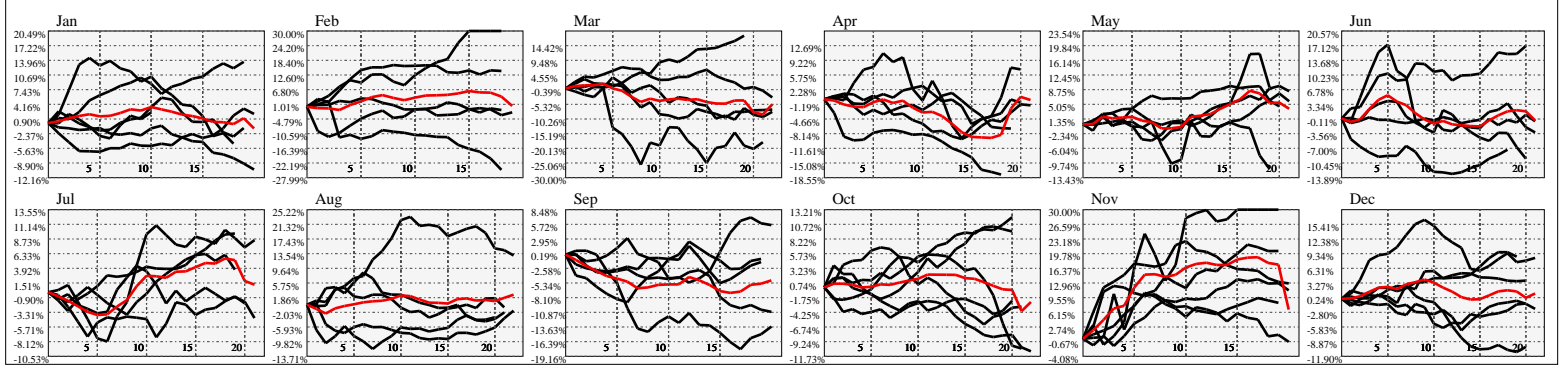 Jan Feb Mar Apr May Jun
20.49% 30.00% 23.54% 20.57%
17.22% 24.20% 14.42% 12.69% 19.84% 17.12%
13.96% 18.40% 9.48% 9.22% 16.14% 13.68%
10.69% 12.60% 4.55% 5.75% 12.45% 10.23%
7.43% 6.80% -0.39% 2.28% 8.75% 6.78%
4.16% 1.01% -5.32% -1.19% 5.05% 3.34%
0.90% -4.79% -10.26% -4.66% 1.35% -0.11%
-2.37% -10.59% -15.19% -8.14% -2.34% -3.56%
-5.63% -16.39% -20.13% -11.61% -6.04% -7.00%
-8.90% -22.19% -25.06% -15.08% -9.74% -10.45%
-12.16% -27.99% -30.00% -18.55% -13.43% -13.89%
5 10 15 5 10 15 5 10 15 5 10 15 20 5 10 15 20 5 10 15 20
Jul Aug Sep Oct Nov Dec
13.55% 25.22% 8.48% 13.21% 30.00%
11.14% 21.32% 5.72% 10.72% 26.59% 15.41%
8.73% 17.43% 2.95% 8.22% 23.18% 12.38%
6.33% 13.54% 0.19% 5.73% 19.78% 9.34%
3.92% 9.64% -2.58% 3.23% 16.37% 6.31%
1.51% 5.75% -5.34% 0.74% 12.96% 3.27%
-0.90% 1.86% -8.10% -1.75% 9.55% 0.24%
-3.31% -2.03% -10.87% -4.25% 6.15% -2.80%
-5.71% -5.93% -13.63% -6.74% 2.74% -5.83%
-8.12% -9.82% -16.39% -9.24% -0.67% -8.87%
-10.53% -13.71% -19.16% -11.73% -4.08% -11.90%
5 10 15 20 5 10 15 20 5 10 15 5 10 15 20 5 10 15 5 10 15 20